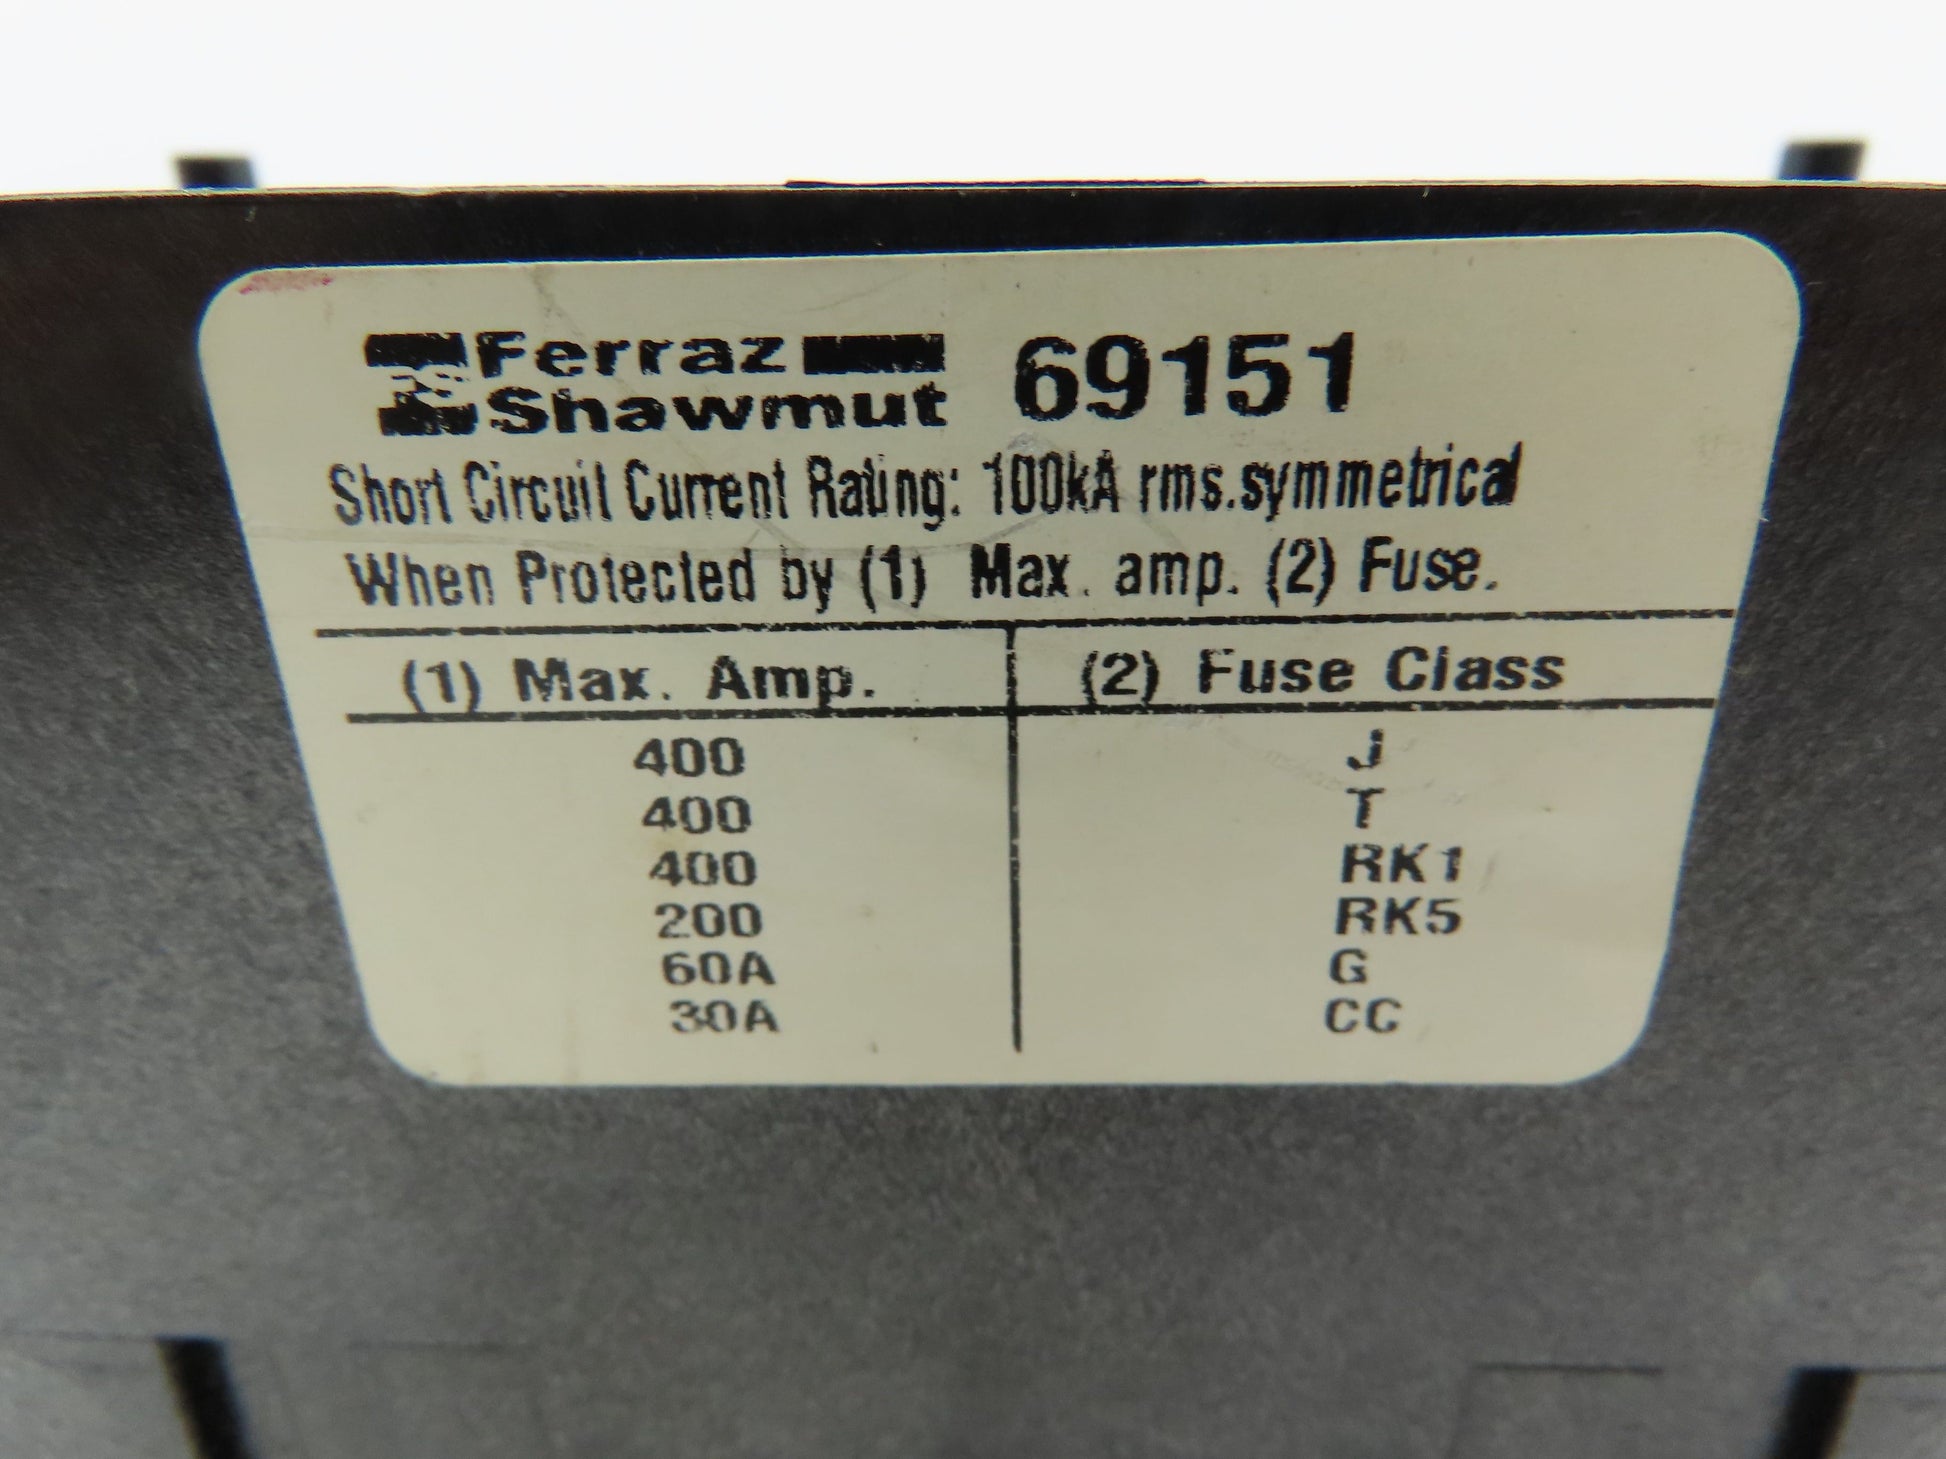 Ferraz Shawmut 69151
Short Circuit Current Rating: 100kA rms.symmetrical
When Protected by (1) Max. amp. (2) Fuse.
(1) Max. Amp. (2) Fuse Class
400 J
400 T
400 RK1
200 RK5
60A G
30A CC